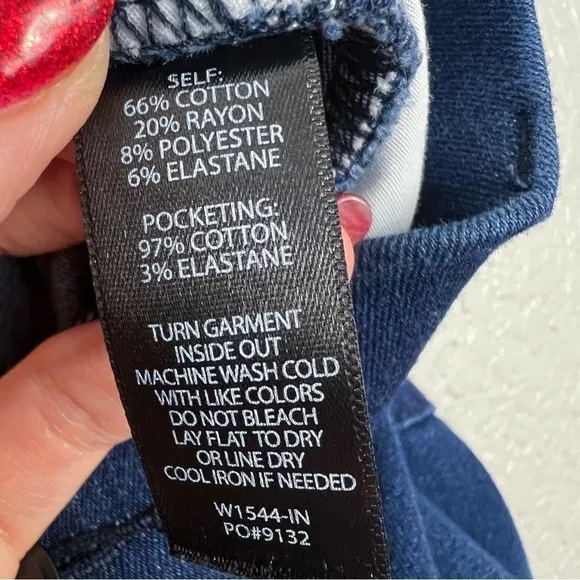 SELF:
66% COTTON
20% RAYON
8% POLYESTER
6% ELASTANE
POCKETING:
97% COTTON
3% ELASTANE
TURN GARMENT
INSIDE OUT
MACHINE WASH COLD
WITH LIKE COLORS
DO NOT BLEACH
LAY FLAT TO DRY
OR LINE DRY
COOL IRON IF NEEDED
W1544-IN
PO#9132